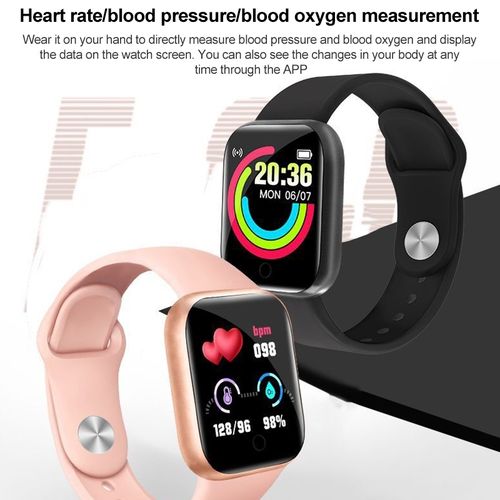 Heart rate/blood pressure/blood oxygen measurement
Wear it on your hand to directly measure blood pressure and blood oxygen and display
the data on the watch screen. You can also see the changes in your body at any
time through the APP
20:36
MON 06/07
bpm
098
128/96 98%